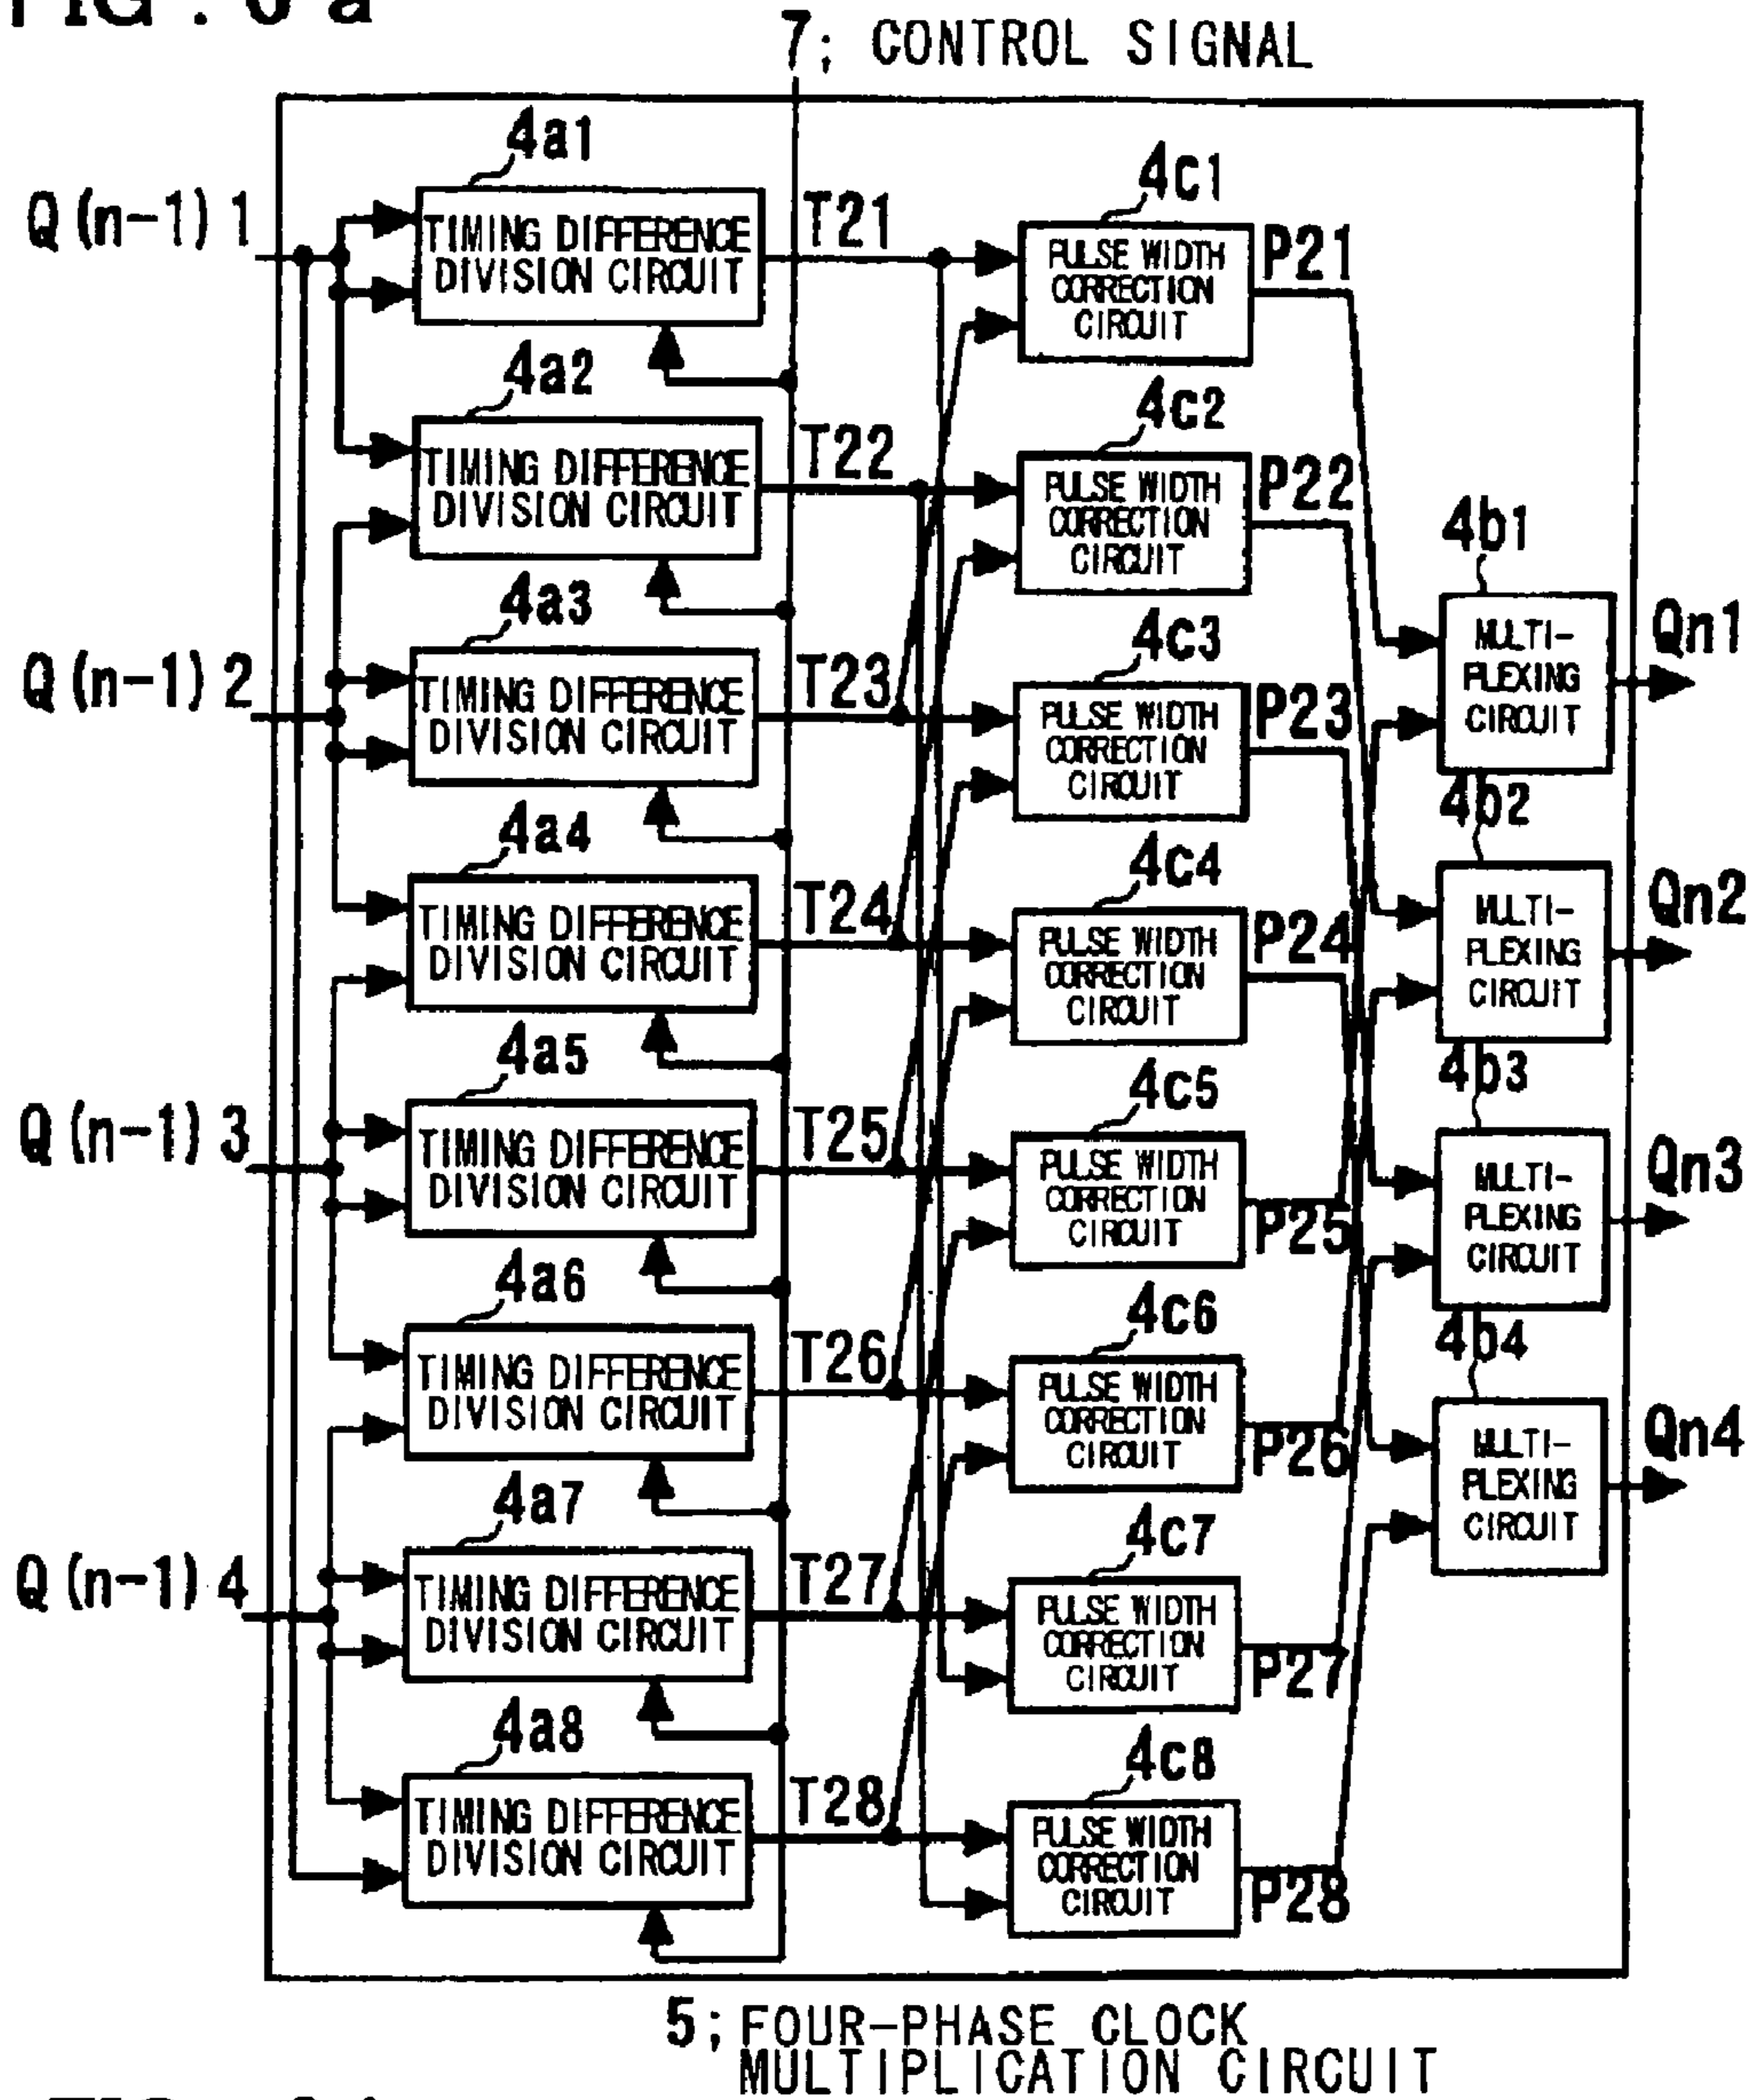 7; CONTROL SIGNAL
4a1
Q(n-1)1
TIMING DIFFERENCE
DIVISION CIRCUIT
T21
4c1
PULSE WIDTH
CORRECTION
CIRCUIT
P21
4a2
TIMING DIFFERENCE
DIVISION CIRCUIT
T22
4c2
PULSE WIDTH
CORRECTION
CIRCUIT
P22
4b1
MULTI-
PLEXING
CIRCUIT
Qn1
4a3
Q(n-1)2
TIMING DIFFERENCE
DIVISION CIRCUIT
T23
4c3
PULSE WIDTH
CORRECTION
CIRCUIT
P23
4b2
MULTI-
PLEXING
CIRCUIT
Qn2
4a4
TIMING DIFFERENCE
DIVISION CIRCUIT
T24
4c4
PULSE WIDTH
CORRECTION
CIRCUIT
P24
4b3
MULTI-
PLEXING
CIRCUIT
Qn3
4a5
Q(n-1)3
TIMING DIFFERENCE
DIVISION CIRCUIT
T25
4c5
PULSE WIDTH
CORRECTION
CIRCUIT
P25
4a6
TIMING DIFFERENCE
DIVISION CIRCUIT
T26
4c6
PULSE WIDTH
CORRECTION
CIRCUIT
P26
4b4
MULTI-
PLEXING
CIRCUIT
Qn4
4a7
Q(n-1)4
TIMING DIFFERENCE
DIVISION CIRCUIT
T27
4c7
PULSE WIDTH
CORRECTION
CIRCUIT
P27
4a8
TIMING DIFFERENCE
DIVISION CIRCUIT
T28
4c8
PULSE WIDTH
CORRECTION
CIRCUIT
P28
5; FOUR-PHASE CLOCK
MULTIPLICATION CIRCUIT